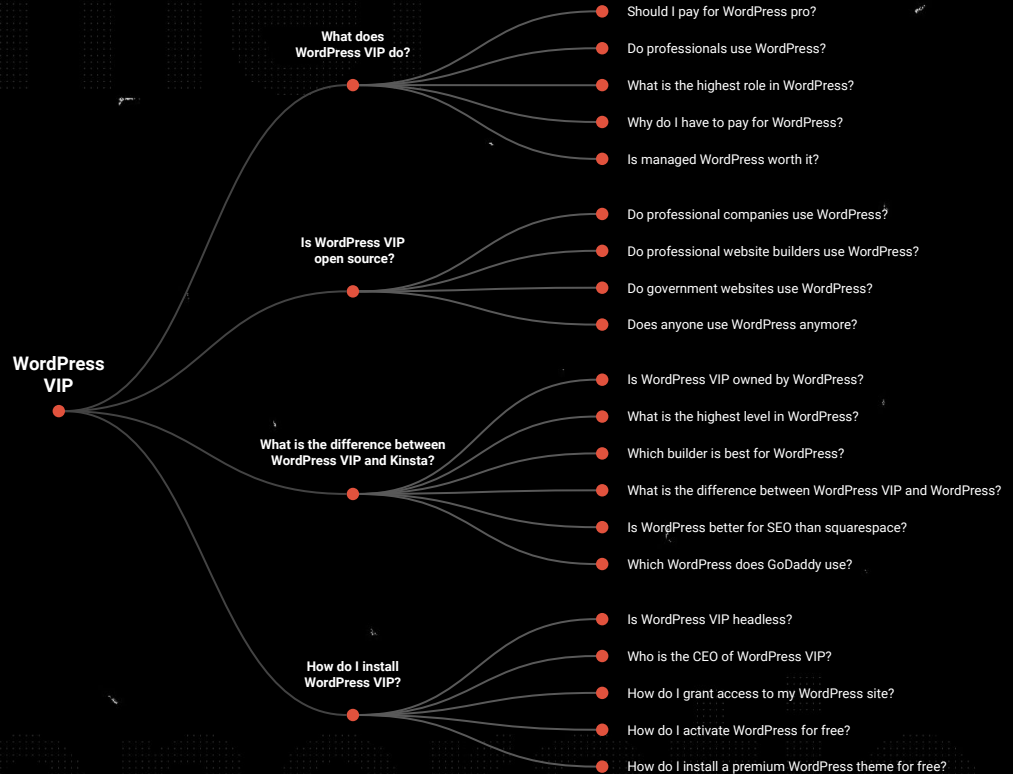 WordPress
VIP
What does
WordPress VIP do?
Should I pay for WordPress pro?
Do professionals use WordPress?
What is the highest role in WordPress?
Why do I have to pay for WordPress?
Is managed WordPress worth it?
Is WordPress VIP
open source?
Do professional companies use WordPress?
Do professional website builders use WordPress?
Do government websites use WordPress?
Does anyone use WordPress anymore?
What is the difference between
WordPress VIP and Kinsta?
Is WordPress VIP owned by WordPress?
What is the highest level in WordPress?
Which builder is best for WordPress?
What is the difference between WordPress VIP and WordPress?
Is WordPress better for SEO than squarespace?
Which WordPress does GoDaddy use?
How do I install
WordPress VIP?
Is WordPress VIP headless?
Who is the CEO of WordPress VIP?
How do I grant access to my WordPress site?
How do I activate WordPress for free?
How do I install a premium WordPress theme for free?